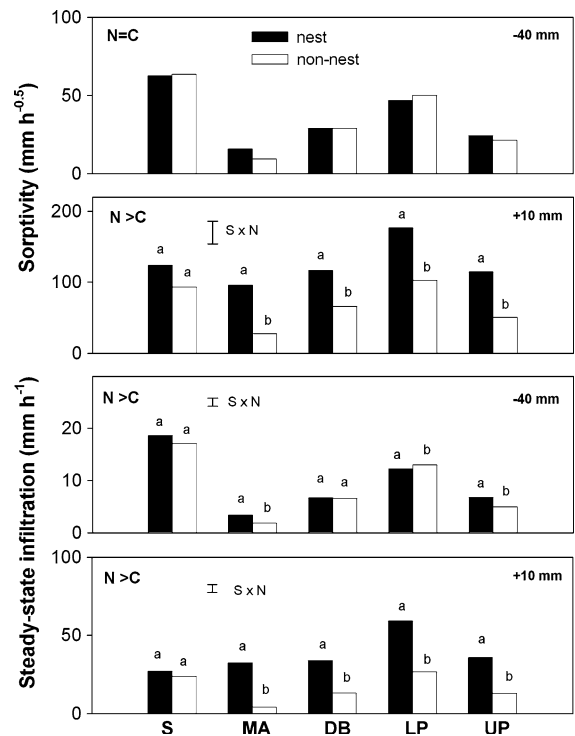 N=C
nest
-40 mm
non-nest
50
0
Sorptivity (mm h-0.5)
N >C
S x N
+10 mm
200
100
0
a
a
a
b
a
b
a
b
a
b
N >C
S x N
-40 mm
20
10
0
Steady-state infiltration (mm h-1)
a
a
a
b
a
a
a
b
a
b
100
N >C
S x N
+10 mm
50
0
a
a
a
b
a
b
a
b
a
b
S MA DB LP UP